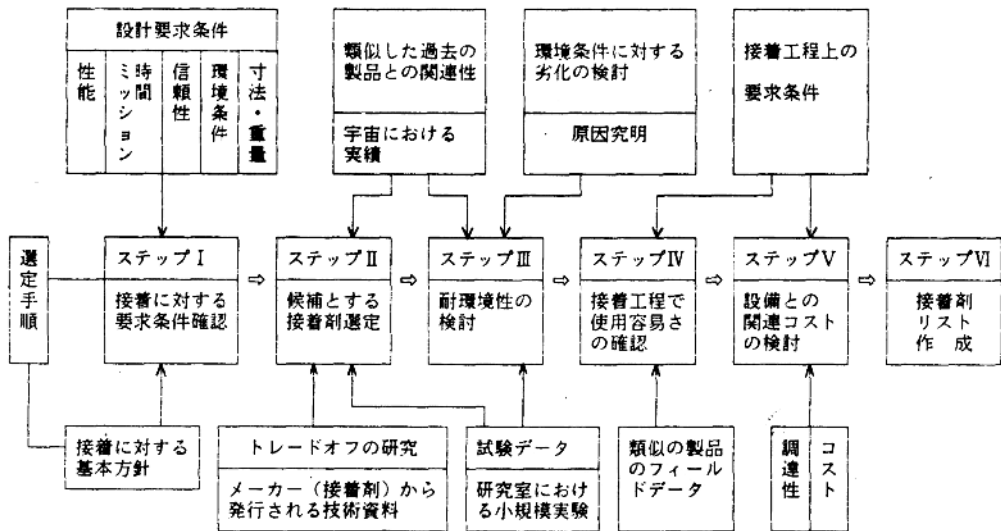 設計要求条件
性能
ミッション
時間
信頼性
環境条件
寸法・重量
類似した過去の
製品との関連性
宇宙における
実績
環境条件に対する
劣化の検討
原因究明
接着工程上の
要求条件
選定手順
ステップⅠ
接着に対する
要求条件確認
⇨
ステップⅡ
候補とする
接着剤選定
⇨
ステップⅢ
耐環境性の
検討
⇨
ステップⅣ
接着工程で
使用容易さ
の確認
⇨
ステップⅤ
設備との
関連コスト
の検討
⇨
ステップⅥ
接着剤
リスト
作成
接着に対する
基本方針
トレードオフの研究
メーカー(接着剤)から
発行される技術資料
試験データ
研究室におけ
る小規模実験
類似の製品
のフィール
ドデータ
調達性
コスト